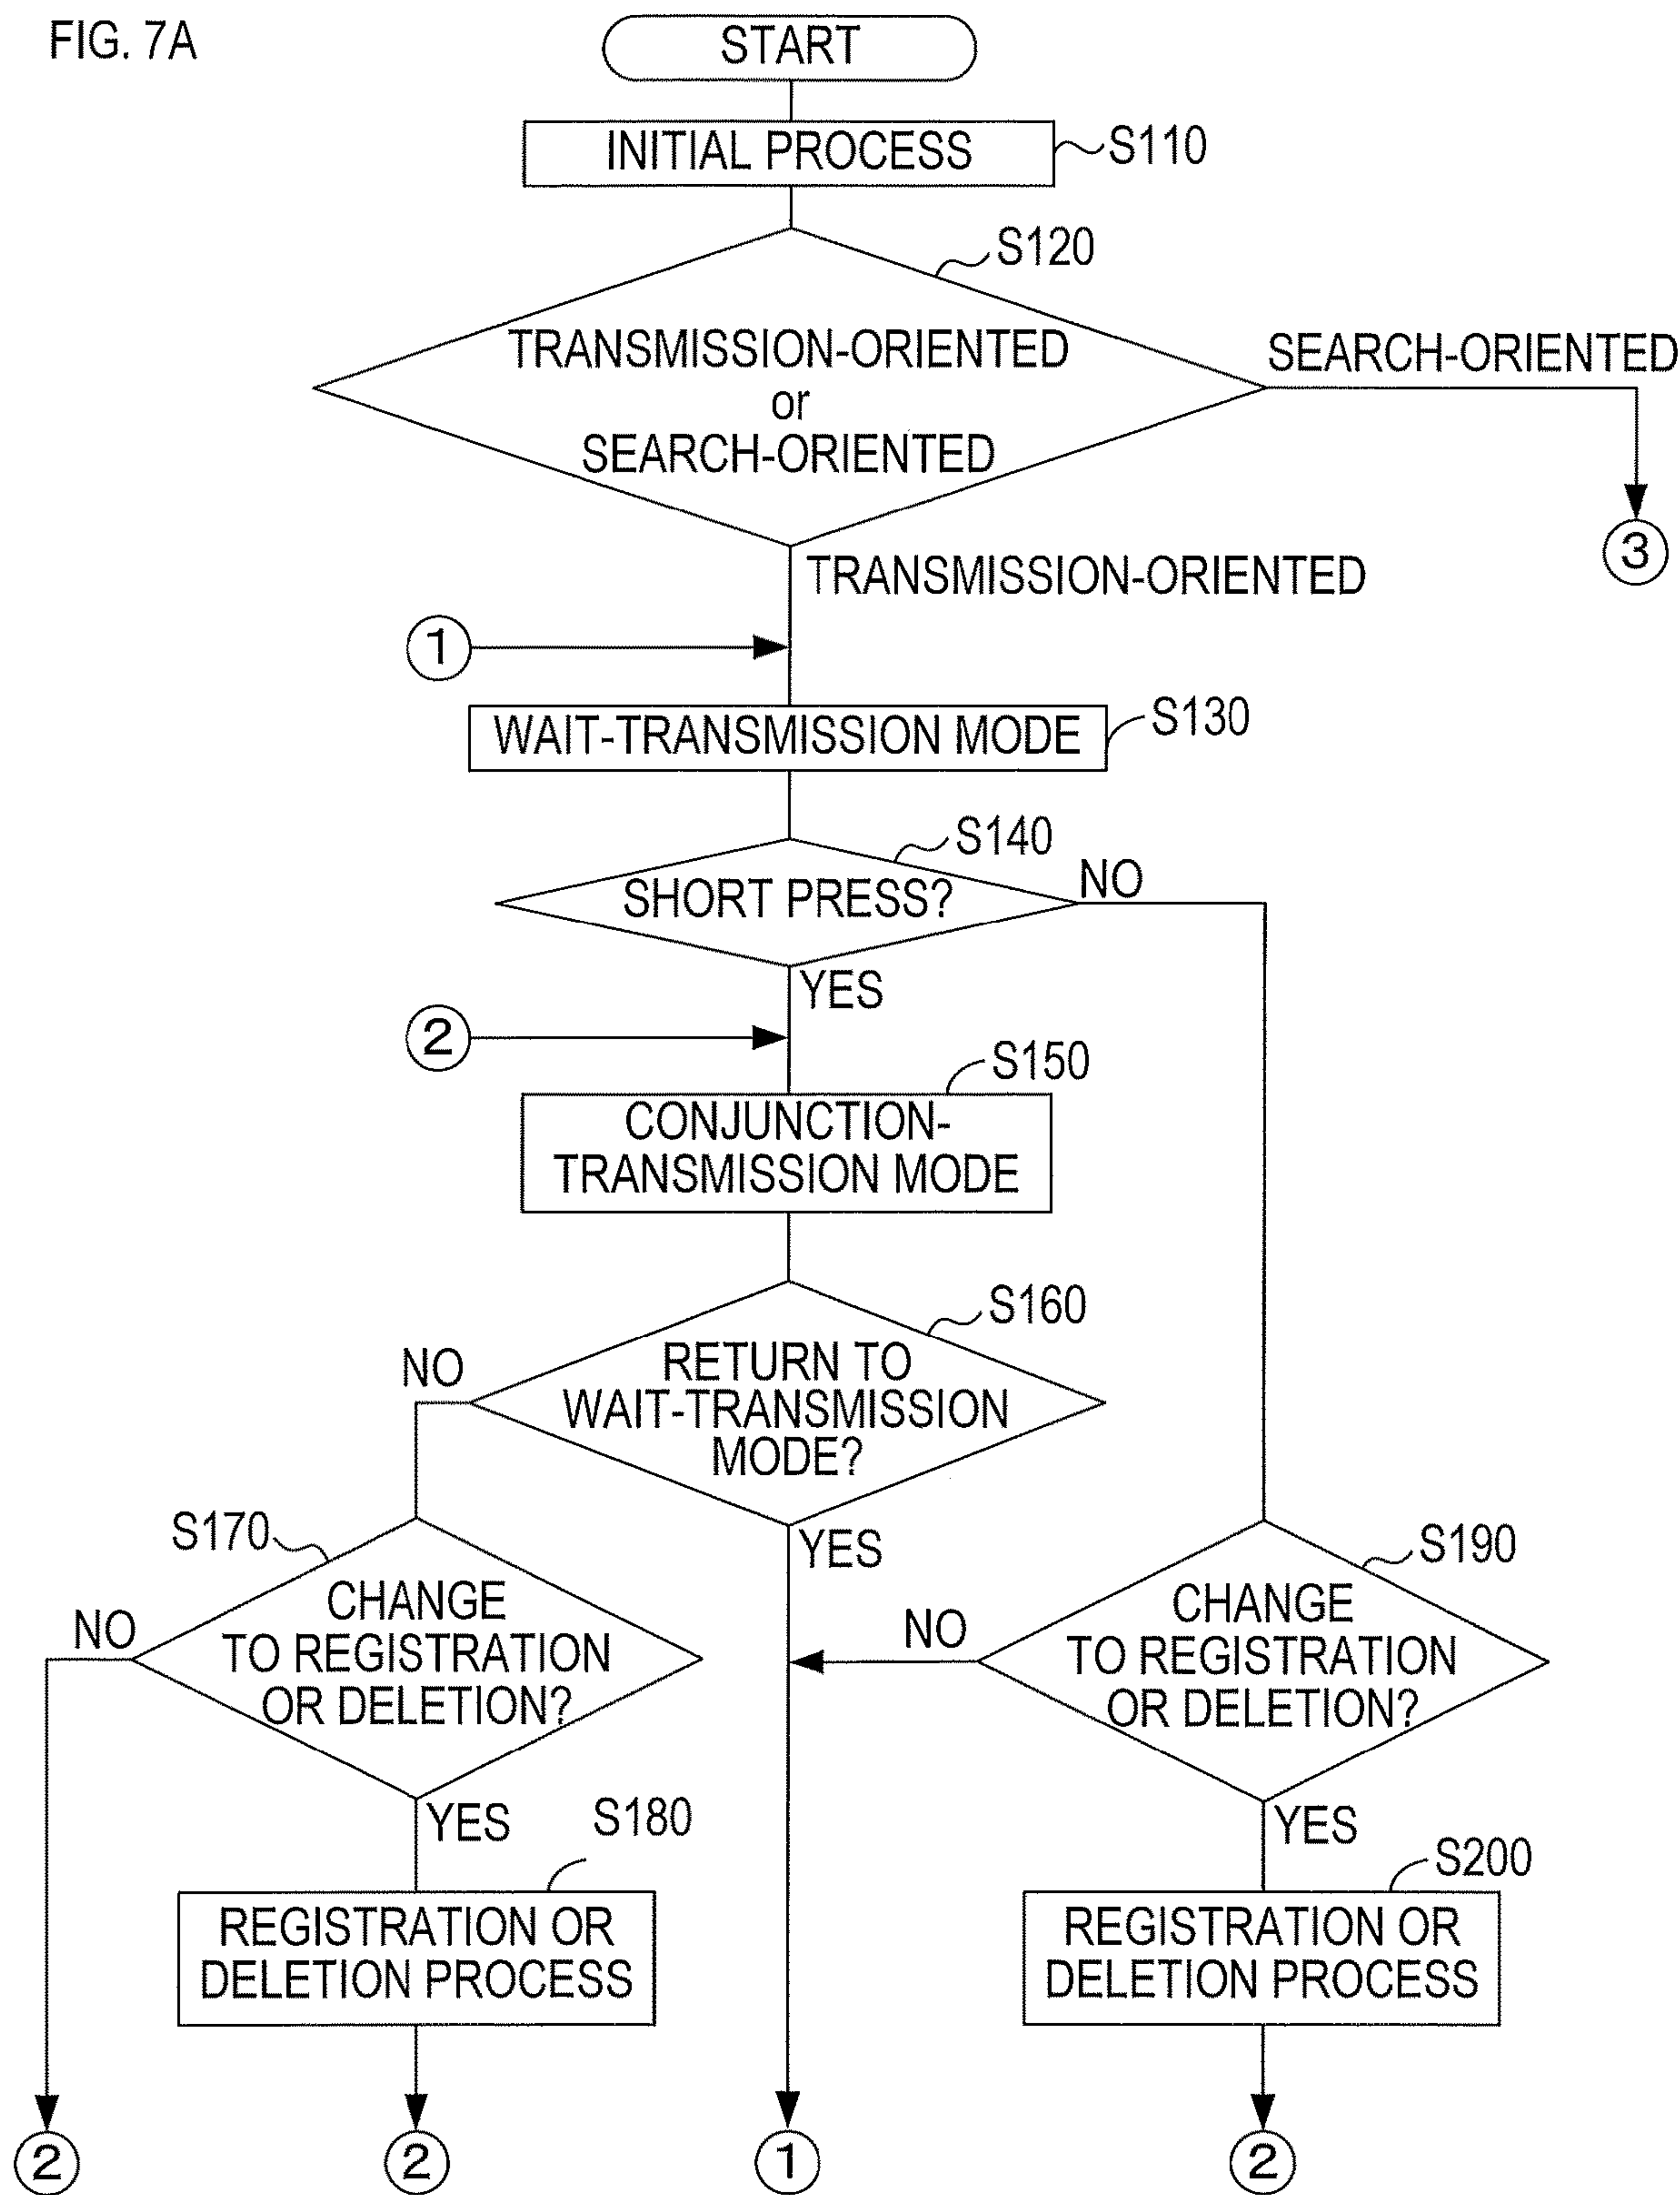 FIG. 7A
START
INITIAL PROCESS
S110
S120
TRANSMISSION-ORIENTED
or
SEARCH-ORIENTED
SEARCH-ORIENTED
3
TRANSMISSION-ORIENTED
1
WAIT-TRANSMISSION MODE
S130
S140
SHORT PRESS?
NO
YES
2
S150
CONJUNCTION-
TRANSMISSION MODE
S160
RETURN TO
WAIT-TRANSMISSION
MODE?
NO
YES
S170
CHANGE
TO REGISTRATION
OR DELETION?
NO
YES
S190
CHANGE
TO REGISTRATION
OR DELETION?
NO
YES
S180
REGISTRATION OR
DELETION PROCESS
S200
REGISTRATION OR
DELETION PROCESS
2
2
1
2